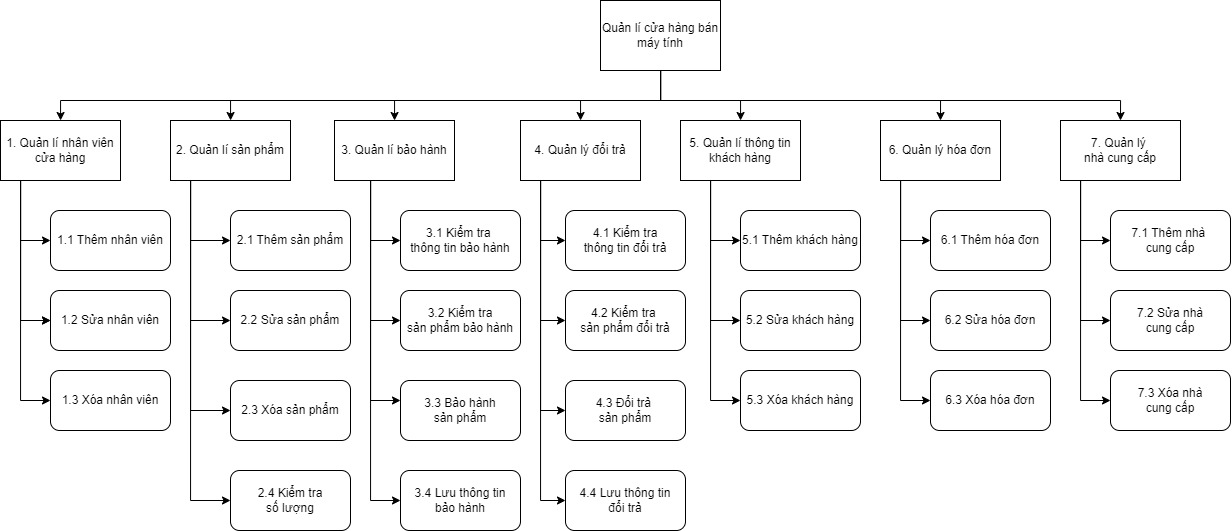 Quản lí cửa hàng bán
máy tính
1. Quản lí nhân viên
cửa hàng
2. Quản lí sản phẩm
3. Quản lí bảo hành
4. Quản lý đổi trả
5. Quản lí thông tin
khách hàng
6. Quản lý hóa đơn
7. Quản lý
nhà cung cấp
1.1 Thêm nhân viên
1.2 Sửa nhân viên
1.3 Xóa nhân viên
2.1 Thêm sản phẩm
2.2 Sửa sản phẩm
2.3 Xóa sản phẩm
2.4 Kiểm tra
số lượng
3.1 Kiểm tra
thông tin bảo hành
3.2 Kiểm tra
sản phẩm bảo hành
3.3 Bảo hành
sản phẩm
3.4 Lưu thông tin
bảo hành
4.1 Kiểm tra
thông tin đổi trả
4.2 Kiểm tra
sản phẩm đổi trả
4.3 Đổi trả
sản phẩm
4.4 Lưu thông tin
đổi trả
5.1 Thêm khách hàng
5.2 Sửa khách hàng
5.3 Xóa khách hàng
6.1 Thêm hóa đơn
6.2 Sửa hóa đơn
6.3 Xóa hóa đơn
7.1 Thêm nhà
cung cấp
7.2 Sửa nhà
cung cấp
7.3 Xóa nhà
cung cấp